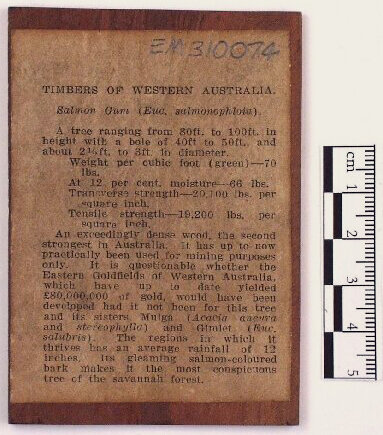 EM310074
TIMBERS OF WESTERN AUSTRALIA.
Salmon Gum (Euc. salmonophloia).
A tree ranging from 80ft. to 100ft. in
height with a bole of 40ft to 50ft. and
about 2½ft. to 3ft. in diameter.
Weight per cubic foot (green)—70
lbs.
At 12 per cent. moisture—66 lbs.
Transverse strength—20,100 lbs. per
square inch.
Tensile strength—19,200 lbs. per
square inch.
An exceedingly dense wood, the second
strongest in Australia. It has up to now
practically been used for mining purposes
only. It is questionable whether the
Eastern Goldfields of Western Australia,
which have up to date yielded
£80,000,000 of gold, would have been
developed had it not been for this tree
and its sisters Mulga (Acacia aneura
and stereophylla) and Gimlet (Euc.
salubris). The regions in which it
thrives has an average rainfall of 12
inches. Its gleaming salmon-coloured
bark makes it the most conspicuous
tree of the savannah forest.
cm
1
2
3
4
5